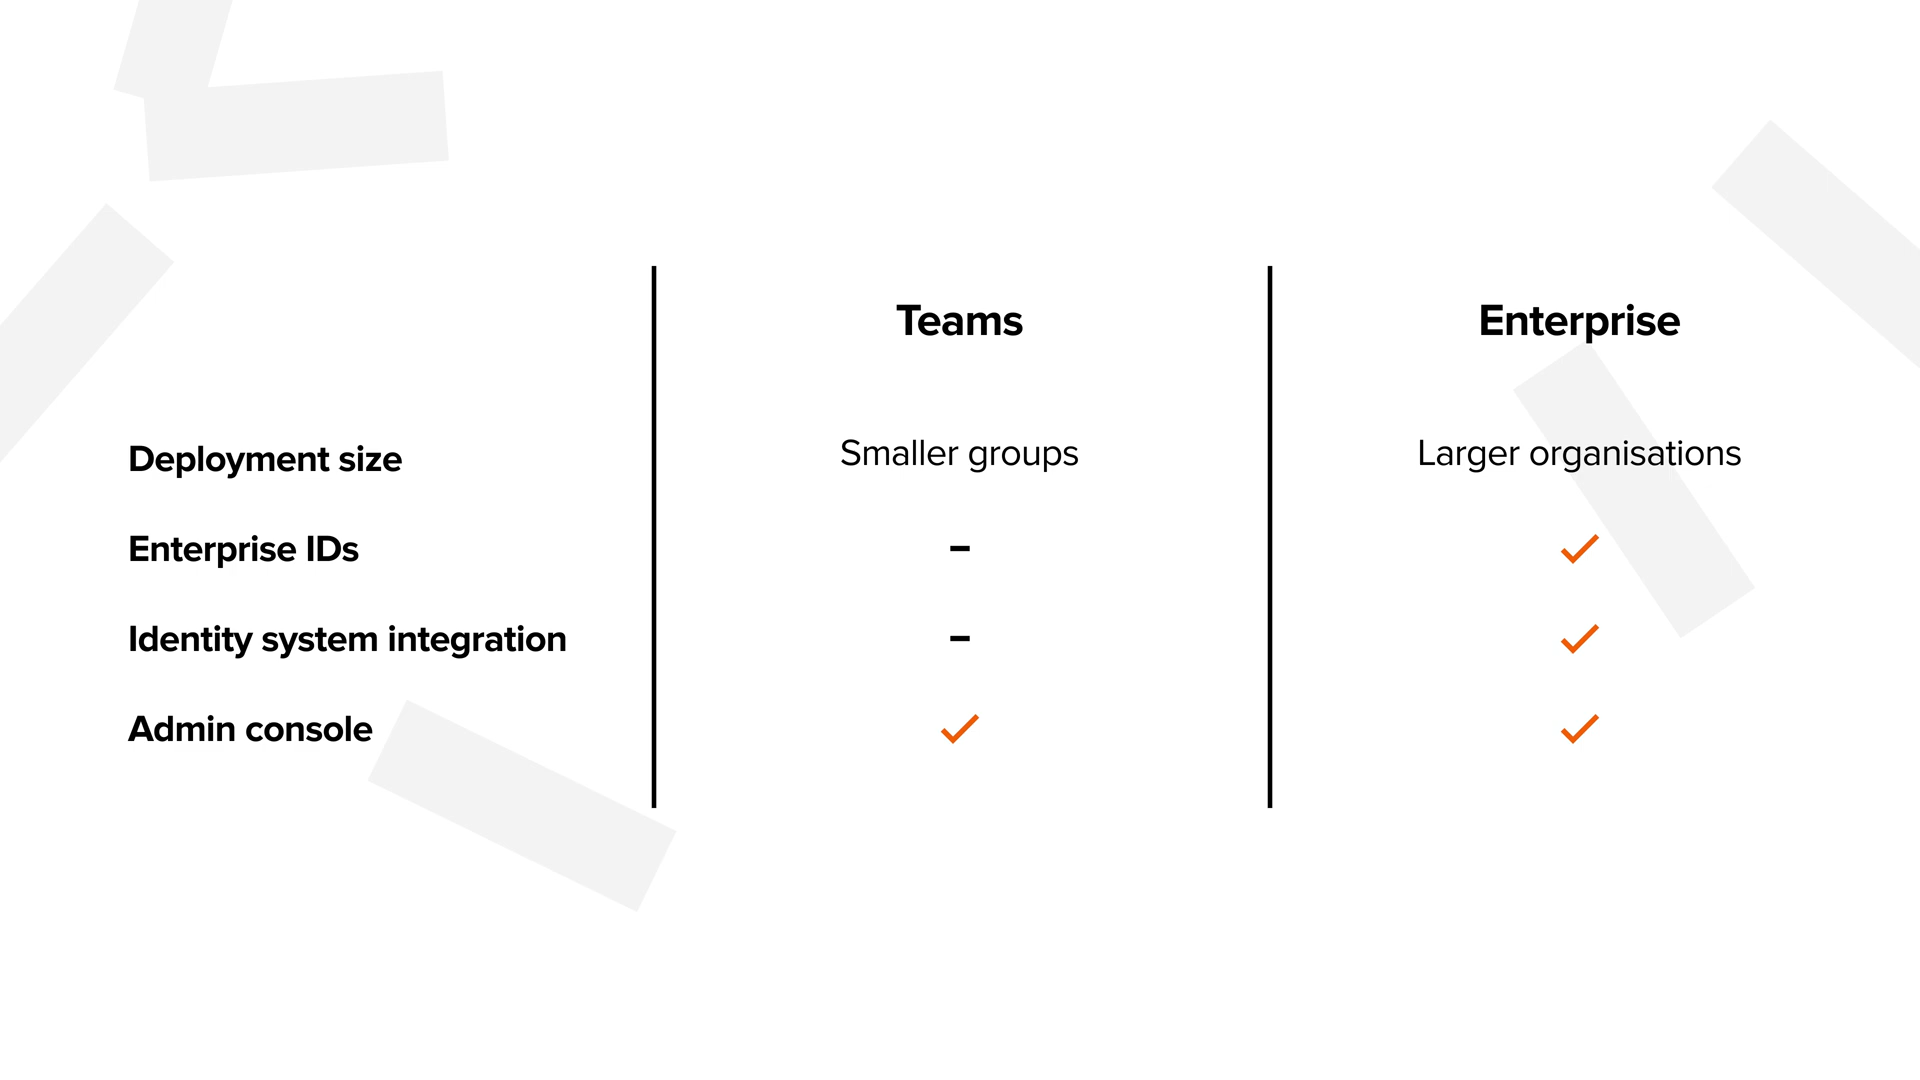 Teams
Enterprise
Deployment size
Smaller groups
Larger organisations
Enterprise IDs
–
Identity system integration
–
Admin console